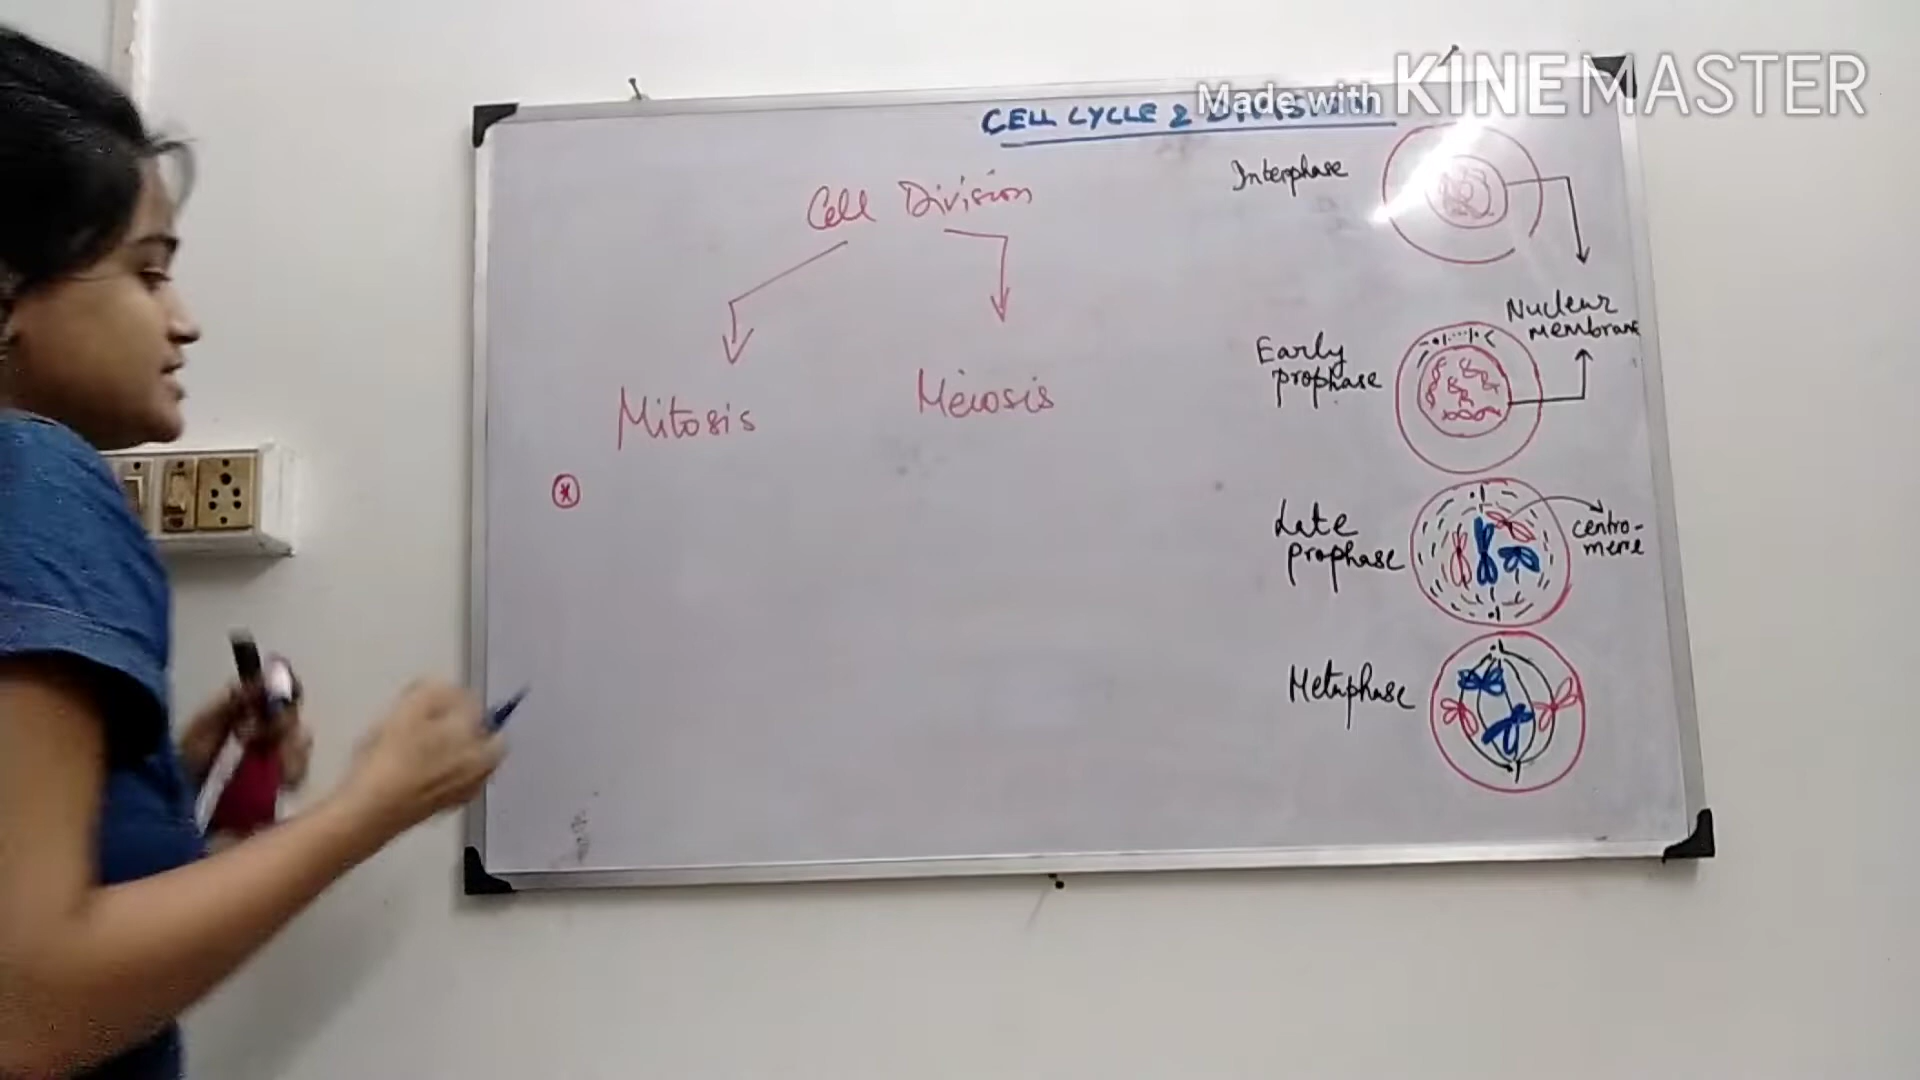 Made with KINEMASTER
CELL CYCLE & DIVISION
Cell Division
Mitosis
Meiosis
Interphase
Nuclear
membrane
Early
prophase
Late
prophase
centro-
mere
Metaphase